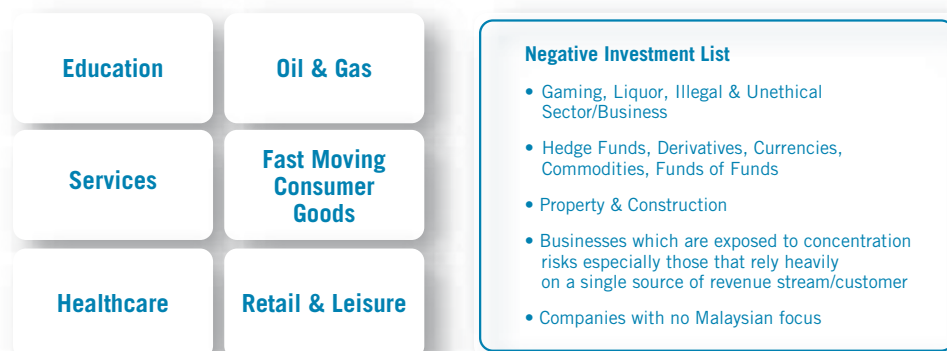 Education
Oil & Gas
Services
Fast Moving
Consumer
Goods
Healthcare
Retail & Leisure
Negative Investment List
• Gaming, Liquor, Illegal & Unethical
Sector/Business
• Hedge Funds, Derivatives, Currencies,
Commodities, Funds of Funds
• Property & Construction
• Businesses which are exposed to concentration
risks especially those that rely heavily
on a single source of revenue stream/customer
• Companies with no Malaysian focus